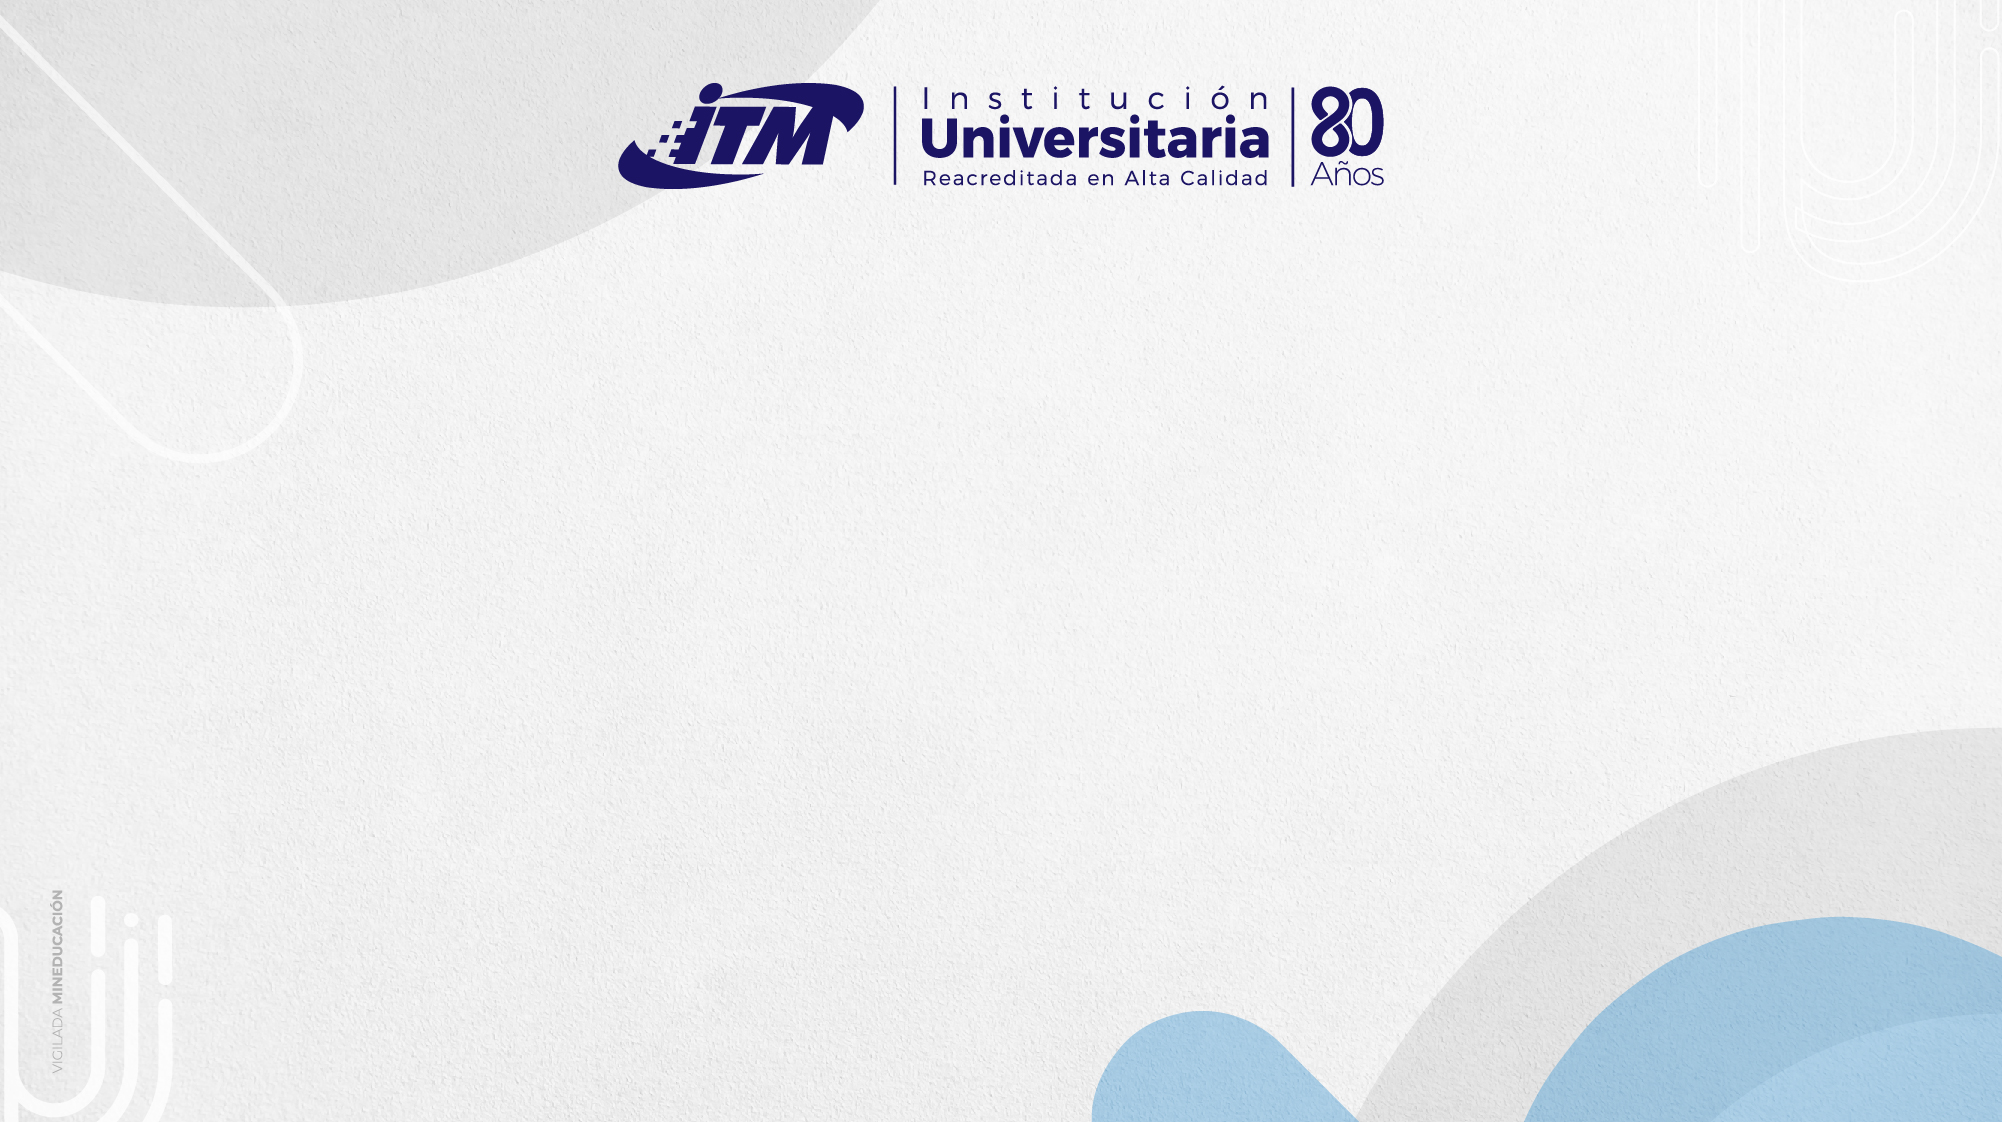 iTM
Institución
Universitaria
Reacreditada en Alta Calidad
80
Años
VIGILADA MINEDUCACIÓN